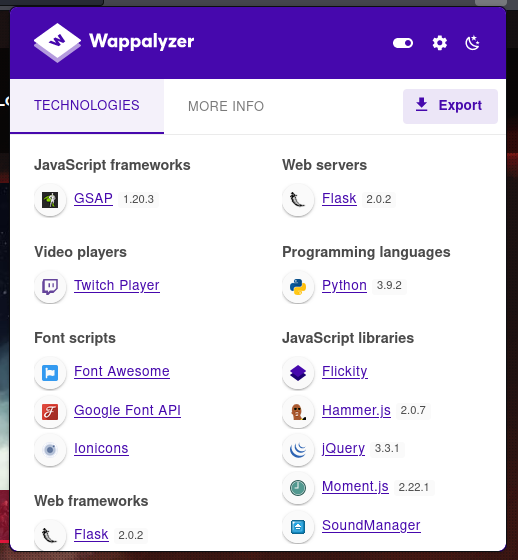 Wappalyzer
TECHNOLOGIES
MORE INFO
Export
JavaScript frameworks
GSAP 1.20.3
Video players
Twitch Player
Font scripts
Font Awesome
Google Font API
Ionicons
Web frameworks
Flask 2.0.2
Web servers
Flask 2.0.2
Programming languages
Python 3.9.2
JavaScript libraries
Flickity
Hammer.js 2.0.7
jQuery 3.3.1
Moment.js 2.22.1
SoundManager